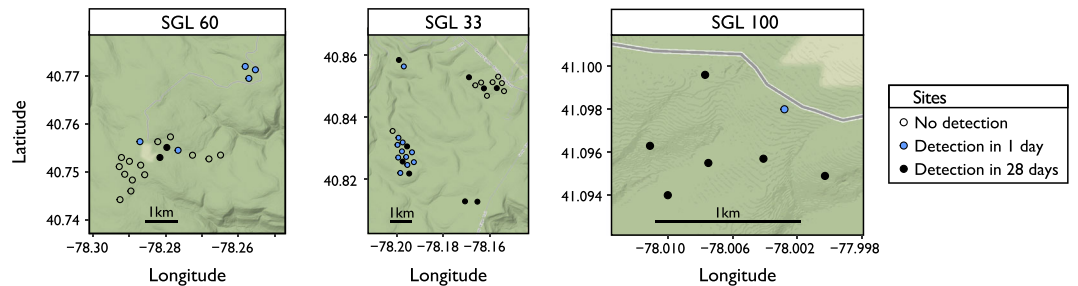 SGL 60
SGL 33
SGL 100
Latitude
40.77
40.76
40.75
40.74
1km
−78.30 −78.28 −78.26
Longitude
40.86
40.84
40.82
1km
−78.20 −78.18 −78.16
Longitude
41.100
41.098
41.096
41.094
1km
−78.010 −78.006 −78.002 −77.998
Longitude
Sites
No detection
Detection in 1 day
Detection in 28 days